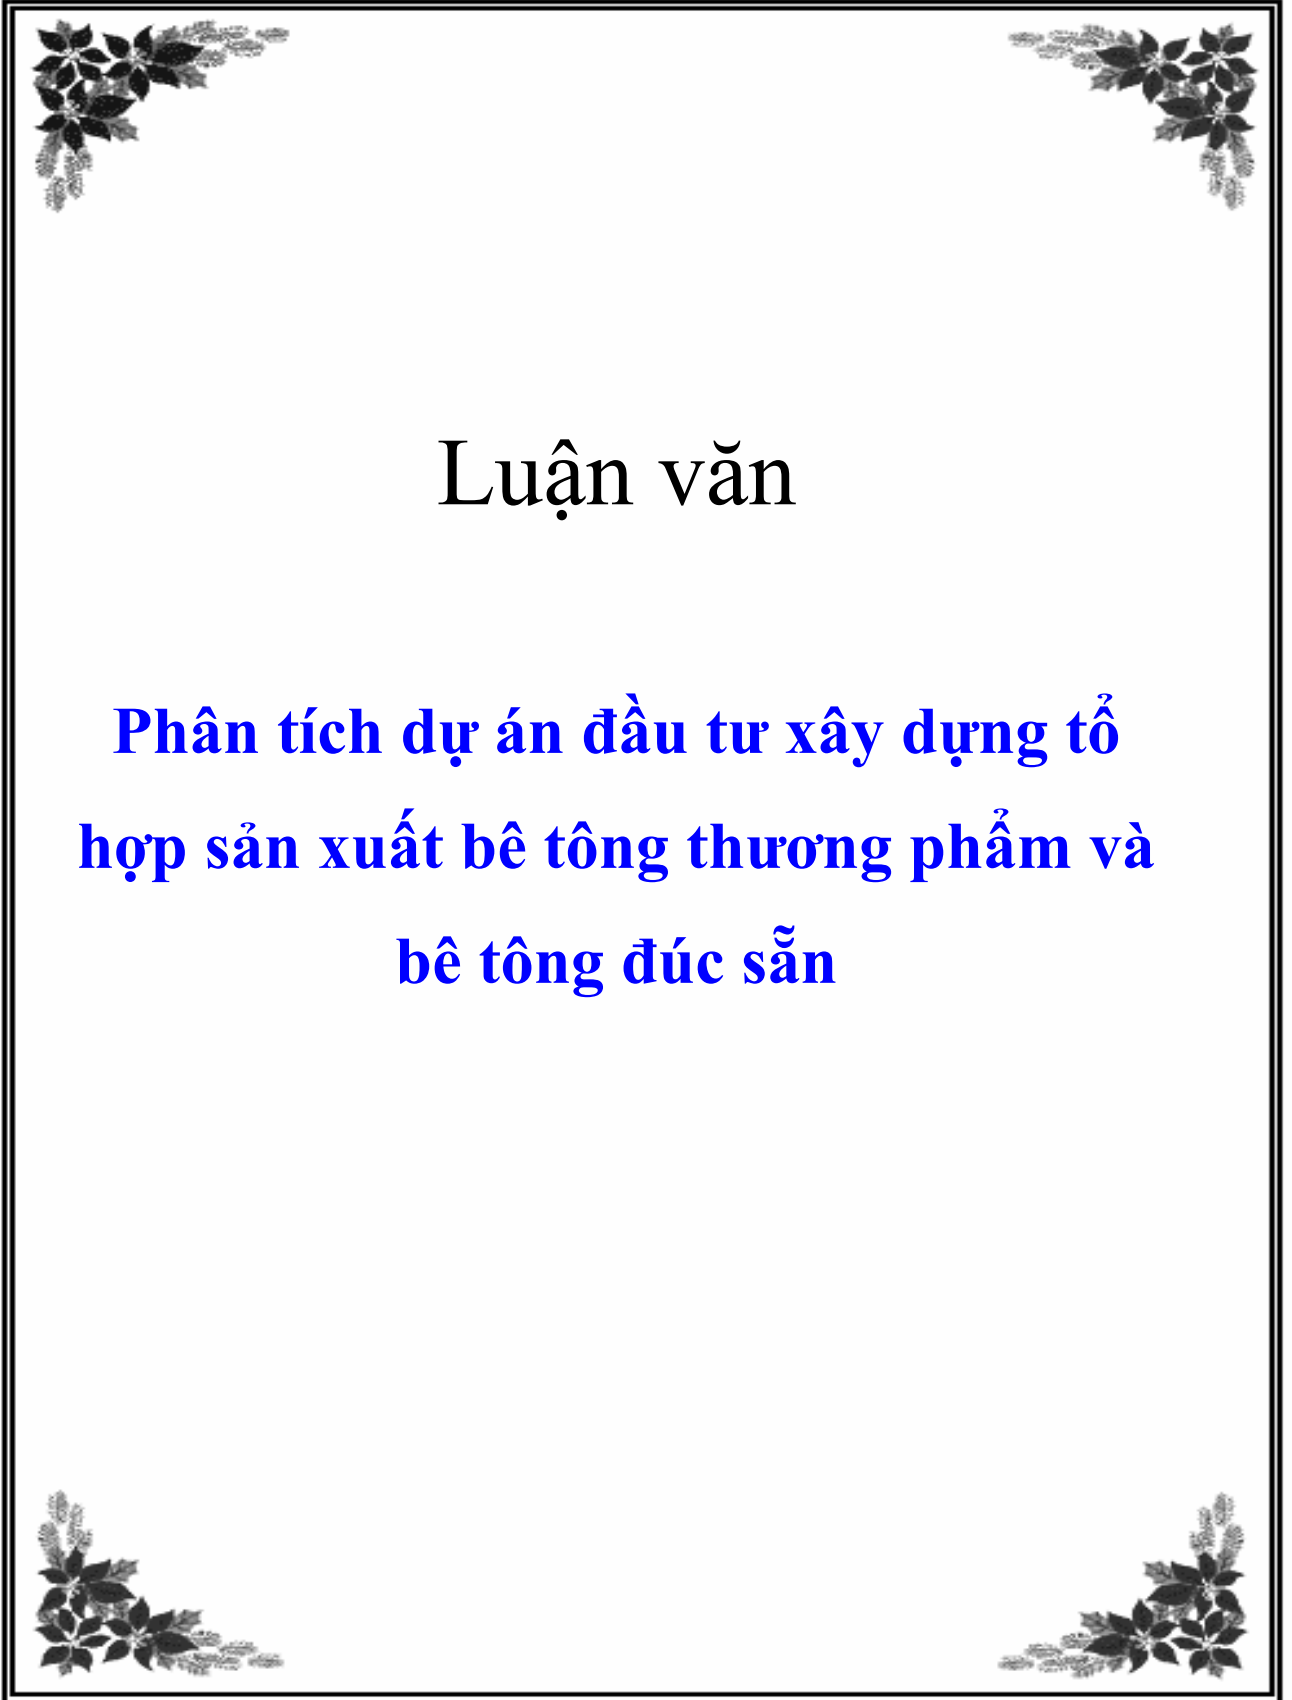 Luận văn
Phân tích dự án đầu tư xây dựng tổ
hợp sản xuất bê tông thương phẩm và
bê tông đúc sẵn